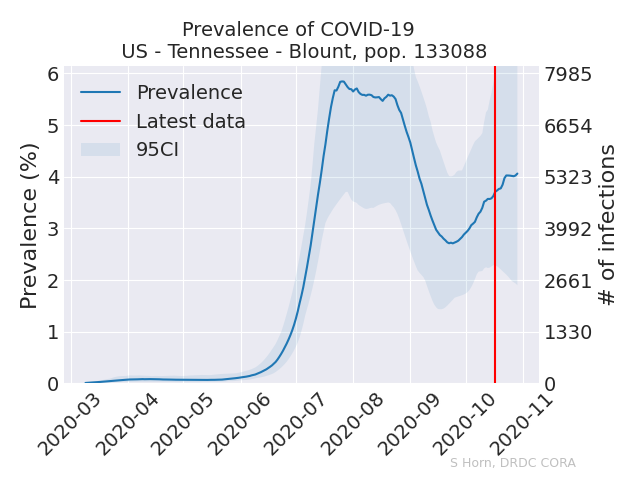 Prevalence of COVID-19
US - Tennessee - Blount, pop. 133088
Prevalence
Latest data
95CI
Prevalence (%)
6
5
4
3
2
1
0
7985
6654
5323
3992
2661
1330
0
# of infections
2020-03
2020-04
2020-05
2020-06
2020-07
2020-08
2020-09
2020-10
2020-11
S Horn, DRDC CORA